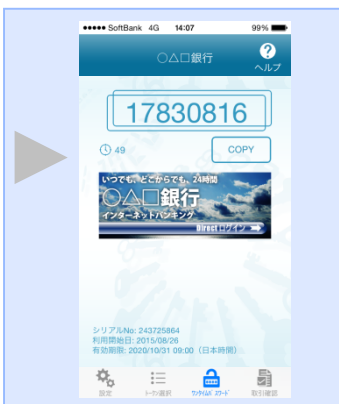 ●●●●● SoftBank 4G 14:07 99%
○△□銀行
?
ヘルプ
17830816
49
COPY
いつでも、どこからでも、24時間
○△□銀行
インターネットバンキング
Directログイン
シリアルNo: 243725864
利用開始日: 2015/08/26
有効期限: 2020/10/31 09:00（日本時間）
設定
トークン選択
ワンタイムパスワード
取引確認